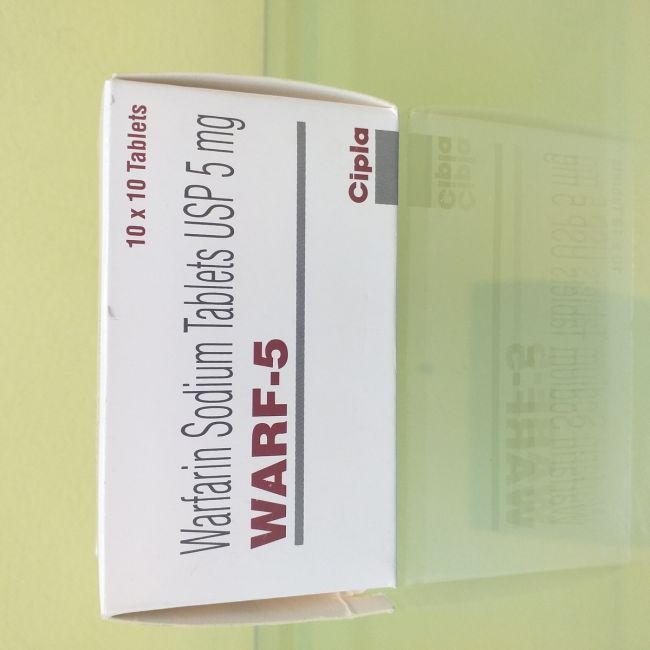 10 x 10 Tablets
Warfarin Sodium Tablets USP 5 mg
WARF-5
Cipla